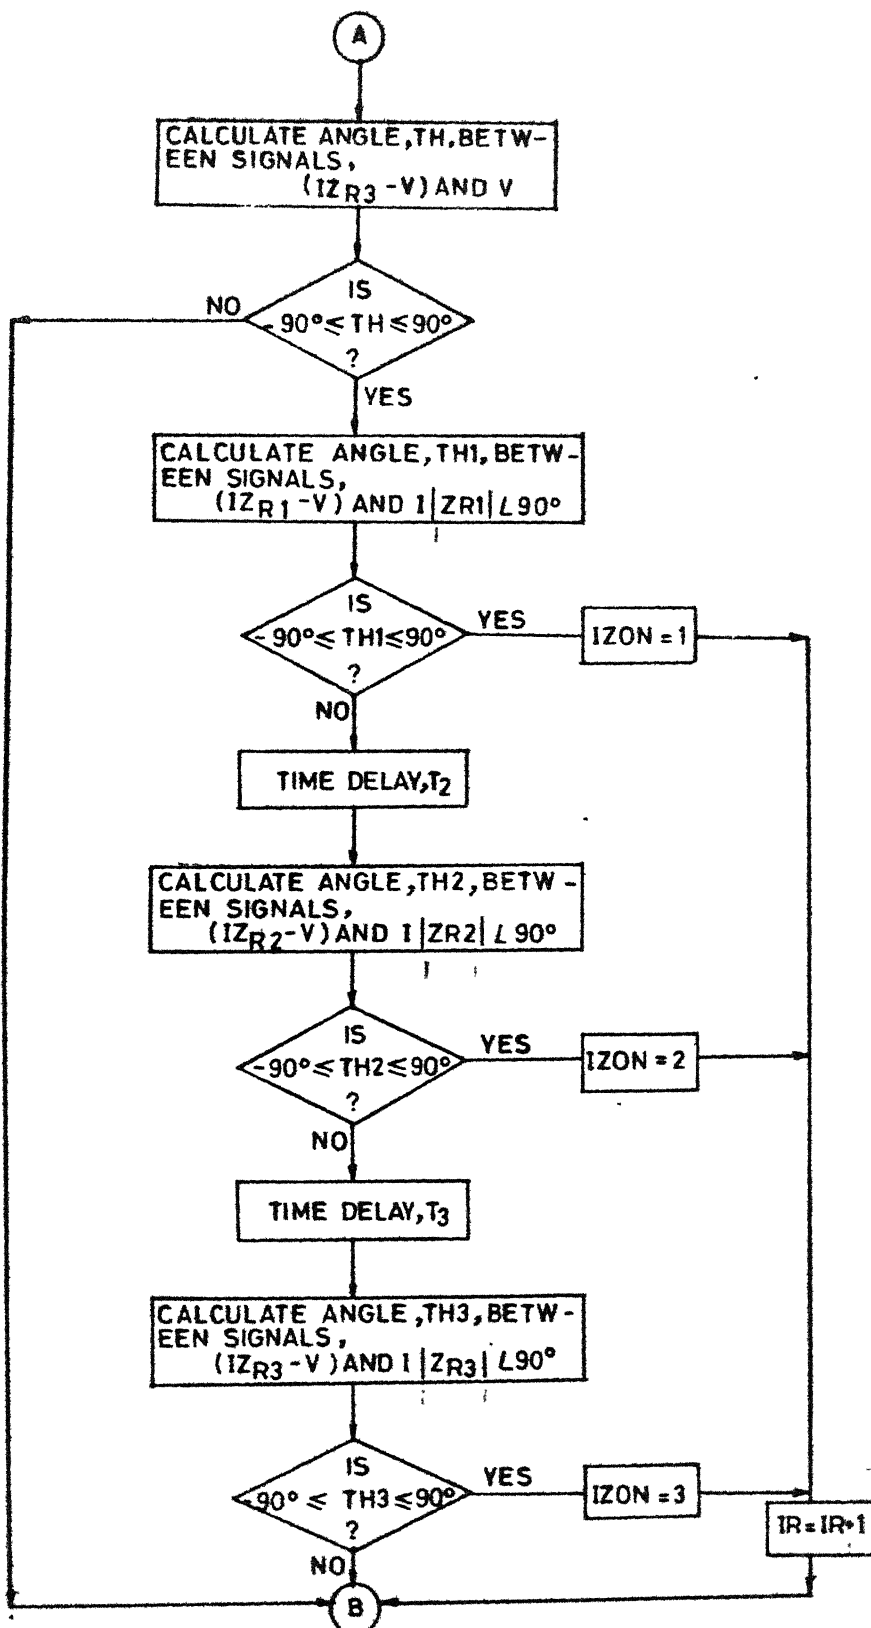 A
CALCULATE ANGLE,TH,BETW-
EEN SIGNALS,
(IZR3-V) AND V
IS
NO
-90°≤TH≤90°
?
YES
CALCULATE ANGLE,TH1,BETW-
EEN SIGNALS,
(IZR1-V) AND I|ZR1|∠90°
IS
YES
-90°≤TH1≤90°
IZON=1
?
NO
TIME DELAY,T2
CALCULATE ANGLE,TH2,BETW-
EEN SIGNALS,
(IZR2-V) AND I|ZR2|∠90°
IS
YES
-90°≤TH2≤90°
IZON=2
?
NO
TIME DELAY,T3
CALCULATE ANGLE,TH3,BETW-
EEN SIGNALS,
(IZR3-V) AND I|ZR3|∠90°
IS
YES
-90°≤TH3≤90°
IZON=3
?
IR=IR+1
NO
B